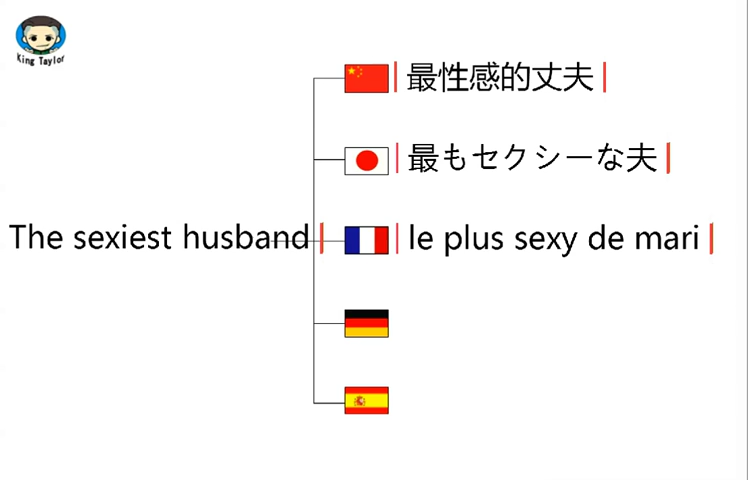 King Taylor
最性感的丈夫
最もセクシーな夫
The sexiest husband
le plus sexy de mari